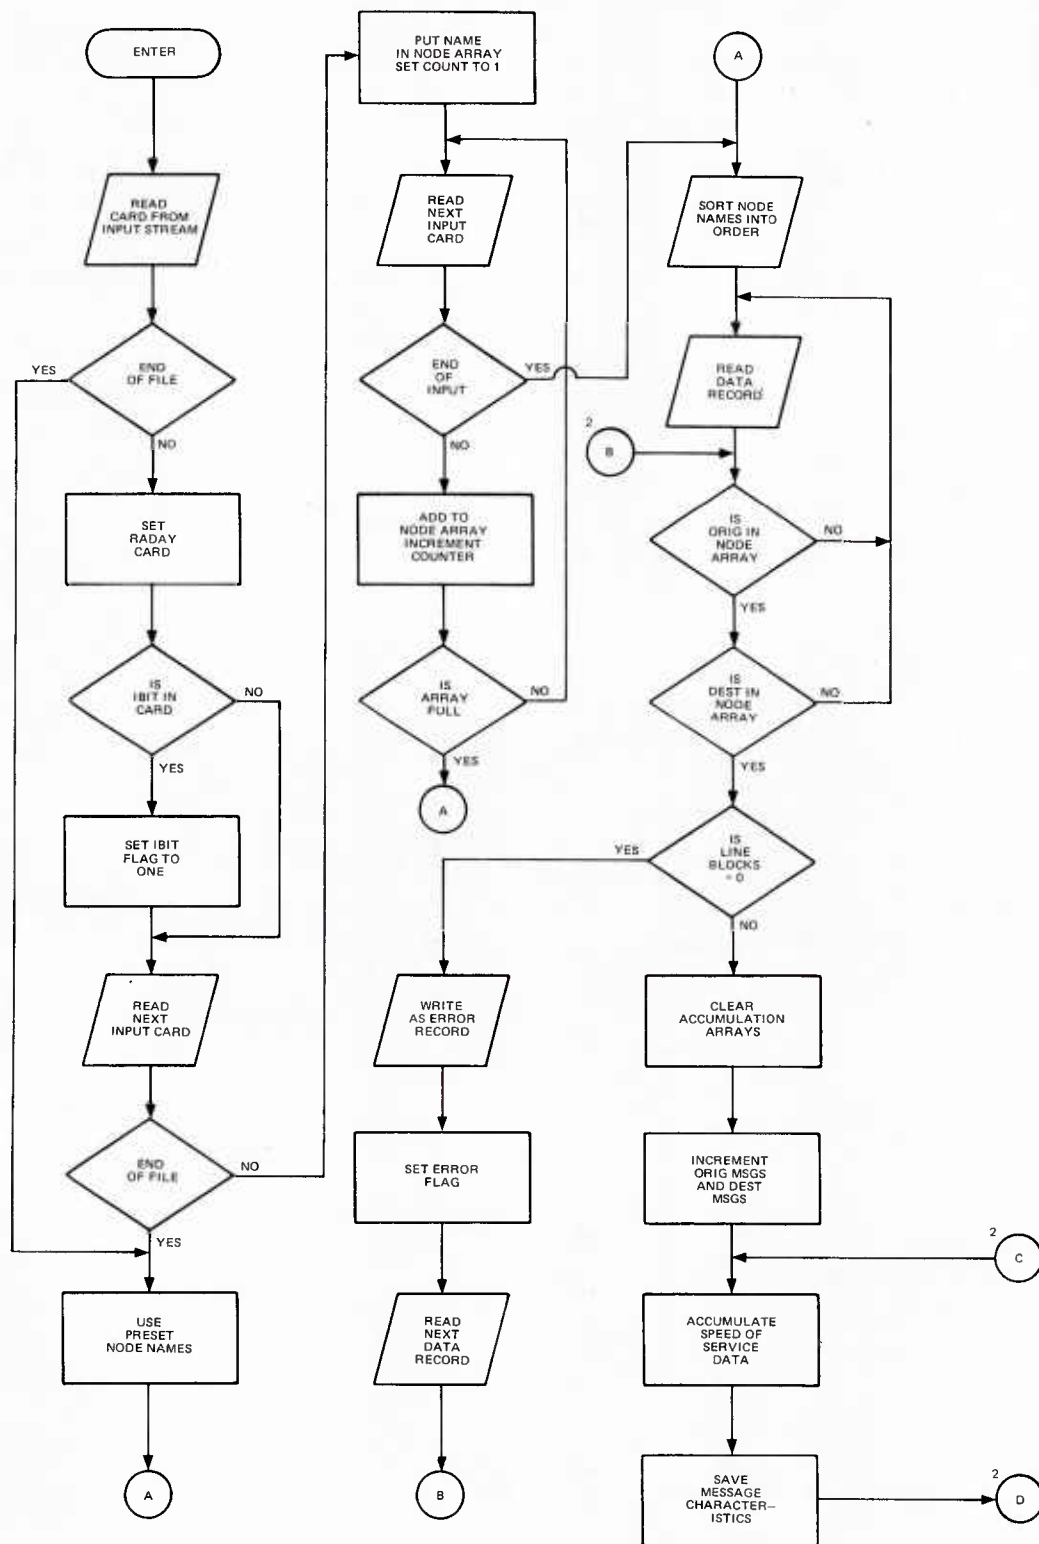 ENTER
READ
CARD FROM
INPUT STREAM
END
OF FILE
YES
NO
SET
RADAY
CARD
IS
IBIT IN
CARD
NO
YES
SET IBIT
FLAG TO
ONE
READ
NEXT
INPUT CARD
END
OF FILE
NO
YES
USE
PRESET
NODE NAMES
A
PUT NAME
IN NODE ARRAY
SET COUNT TO 1
READ
NEXT
INPUT
CARD
END
OF
INPUT
YES
NO
ADD TO
NODE ARRAY
INCREMENT
COUNTER
IS
ARRAY
FULL
NO
YES
A
YES
WRITE
AS ERROR
RECORD
SET ERROR
FLAG
READ
NEXT
DATA
RECORD
B
A
SORT NODE
NAMES INTO
ORDER
READ
DATA
RECORD
2
B
IS
ORIG IN
NODE
ARRAY
NO
YES
IS
DEST IN
NODE
ARRAY
NO
YES
IS
LINE
BLOCKS
= 0
NO
CLEAR
ACCUMULATION
ARRAYS
INCREMENT
ORIG MSGS
AND DEST
MSGS
2
C
ACCUMULATE
SPEED OF
SERVICE
DATA
SAVE
MESSAGE
CHARACTER–
ISTICS
2
D